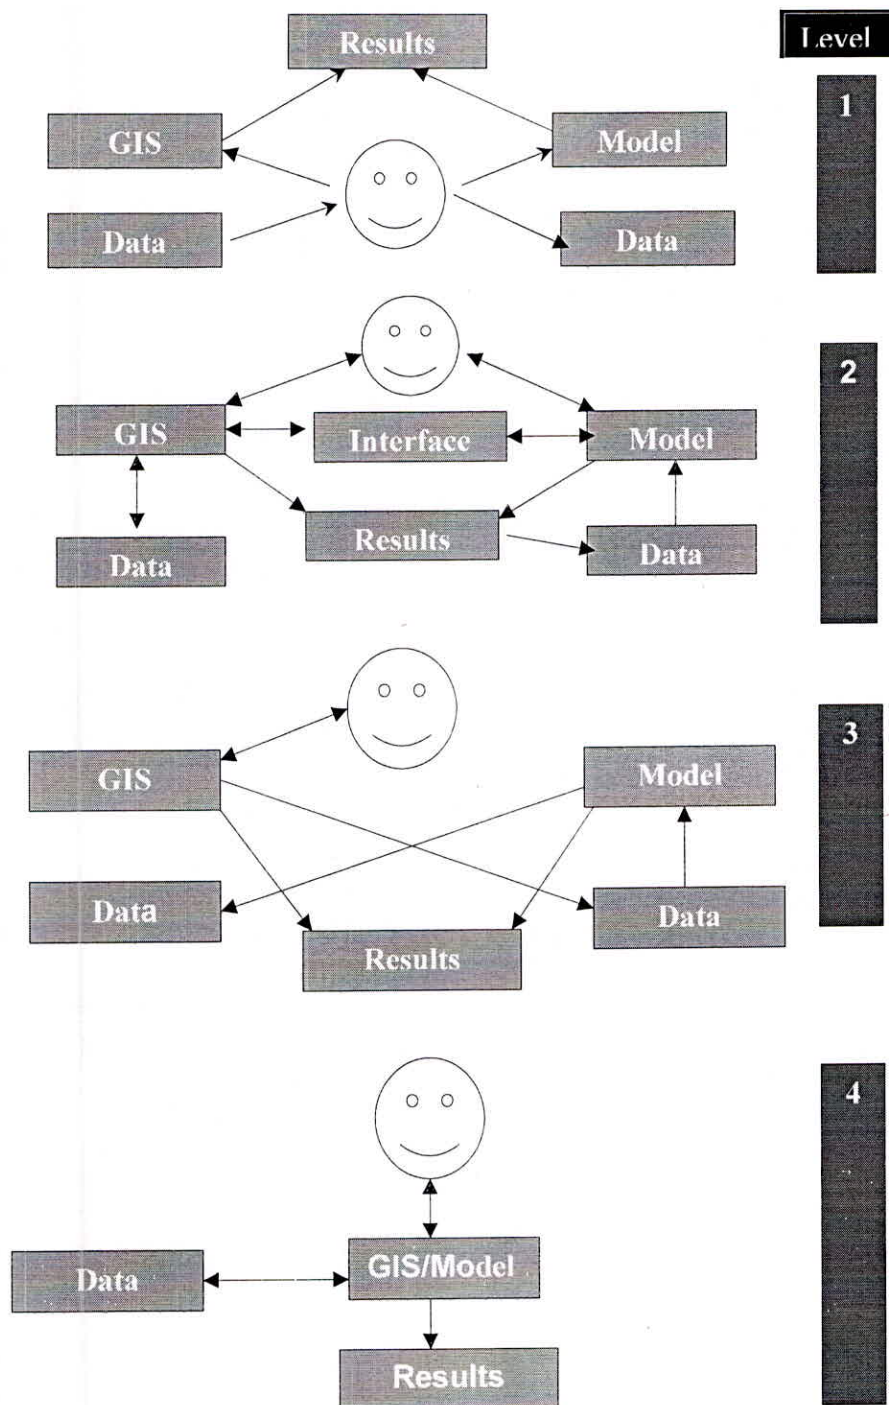 Results
Level
1
GIS
Model
Data
Data
2
GIS
Interface
Model
Results
Data
Data
3
GIS
Model
Data
Data
Results
4
GIS/Model
Data
Results